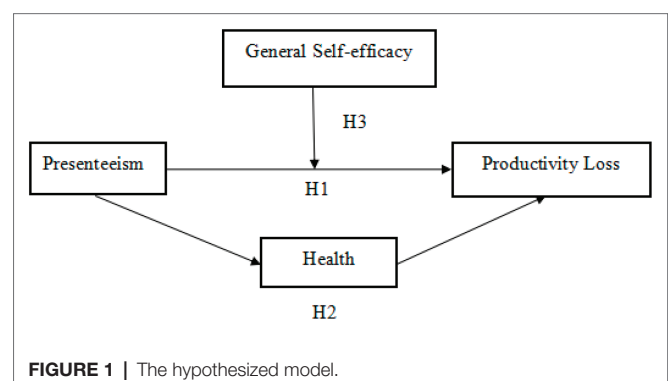 General Self-efficacy
H3
Presenteeism
Productivity Loss
H1
Health
H2
FIGURE 1 | The hypothesized model.